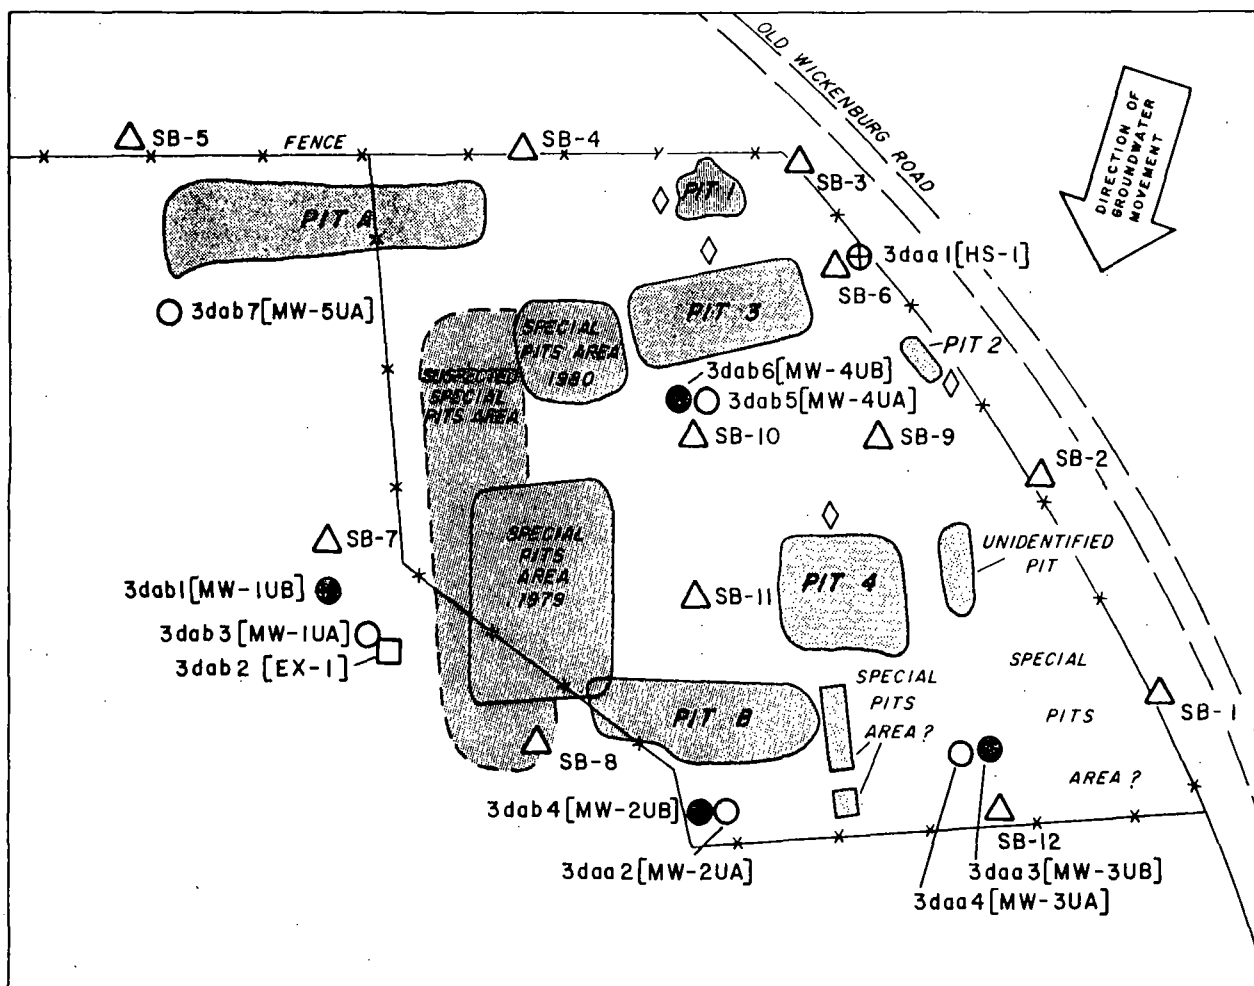 OLD WICKENBURG ROAD
DIRECTION OF
GROUNDWATER
MOVEMENT
SB-5
FENCE
SB-4
SB-3
PIT 1
PIT A
3daa1[HS-1]
SB-6
3dab7[MW-5UA]
SPECIAL
PITS AREA
1980
PIT 3
PIT 2
SUSPECTED
SPECIAL
PITS AREA
3dab6[MW-4UB]
3dab5[MW-4UA]
SB-10
SB-9
SB-2
SB-7
SPECIAL
PITS
AREA
1979
UNIDENTIFIED
PIT
3dab1[MW-1UB]
SB-11
PIT 4
3dab3[MW-1UA]
3dab2 [EX-1]
SPECIAL
PITS
AREA?
SPECIAL
PITS
AREA?
SB-1
PIT B
SB-8
3dab4[MW-2UB]
3daa2[MW-2UA]
SB-12
3daa3[MW-3UB]
3daa4[MW-3UA]